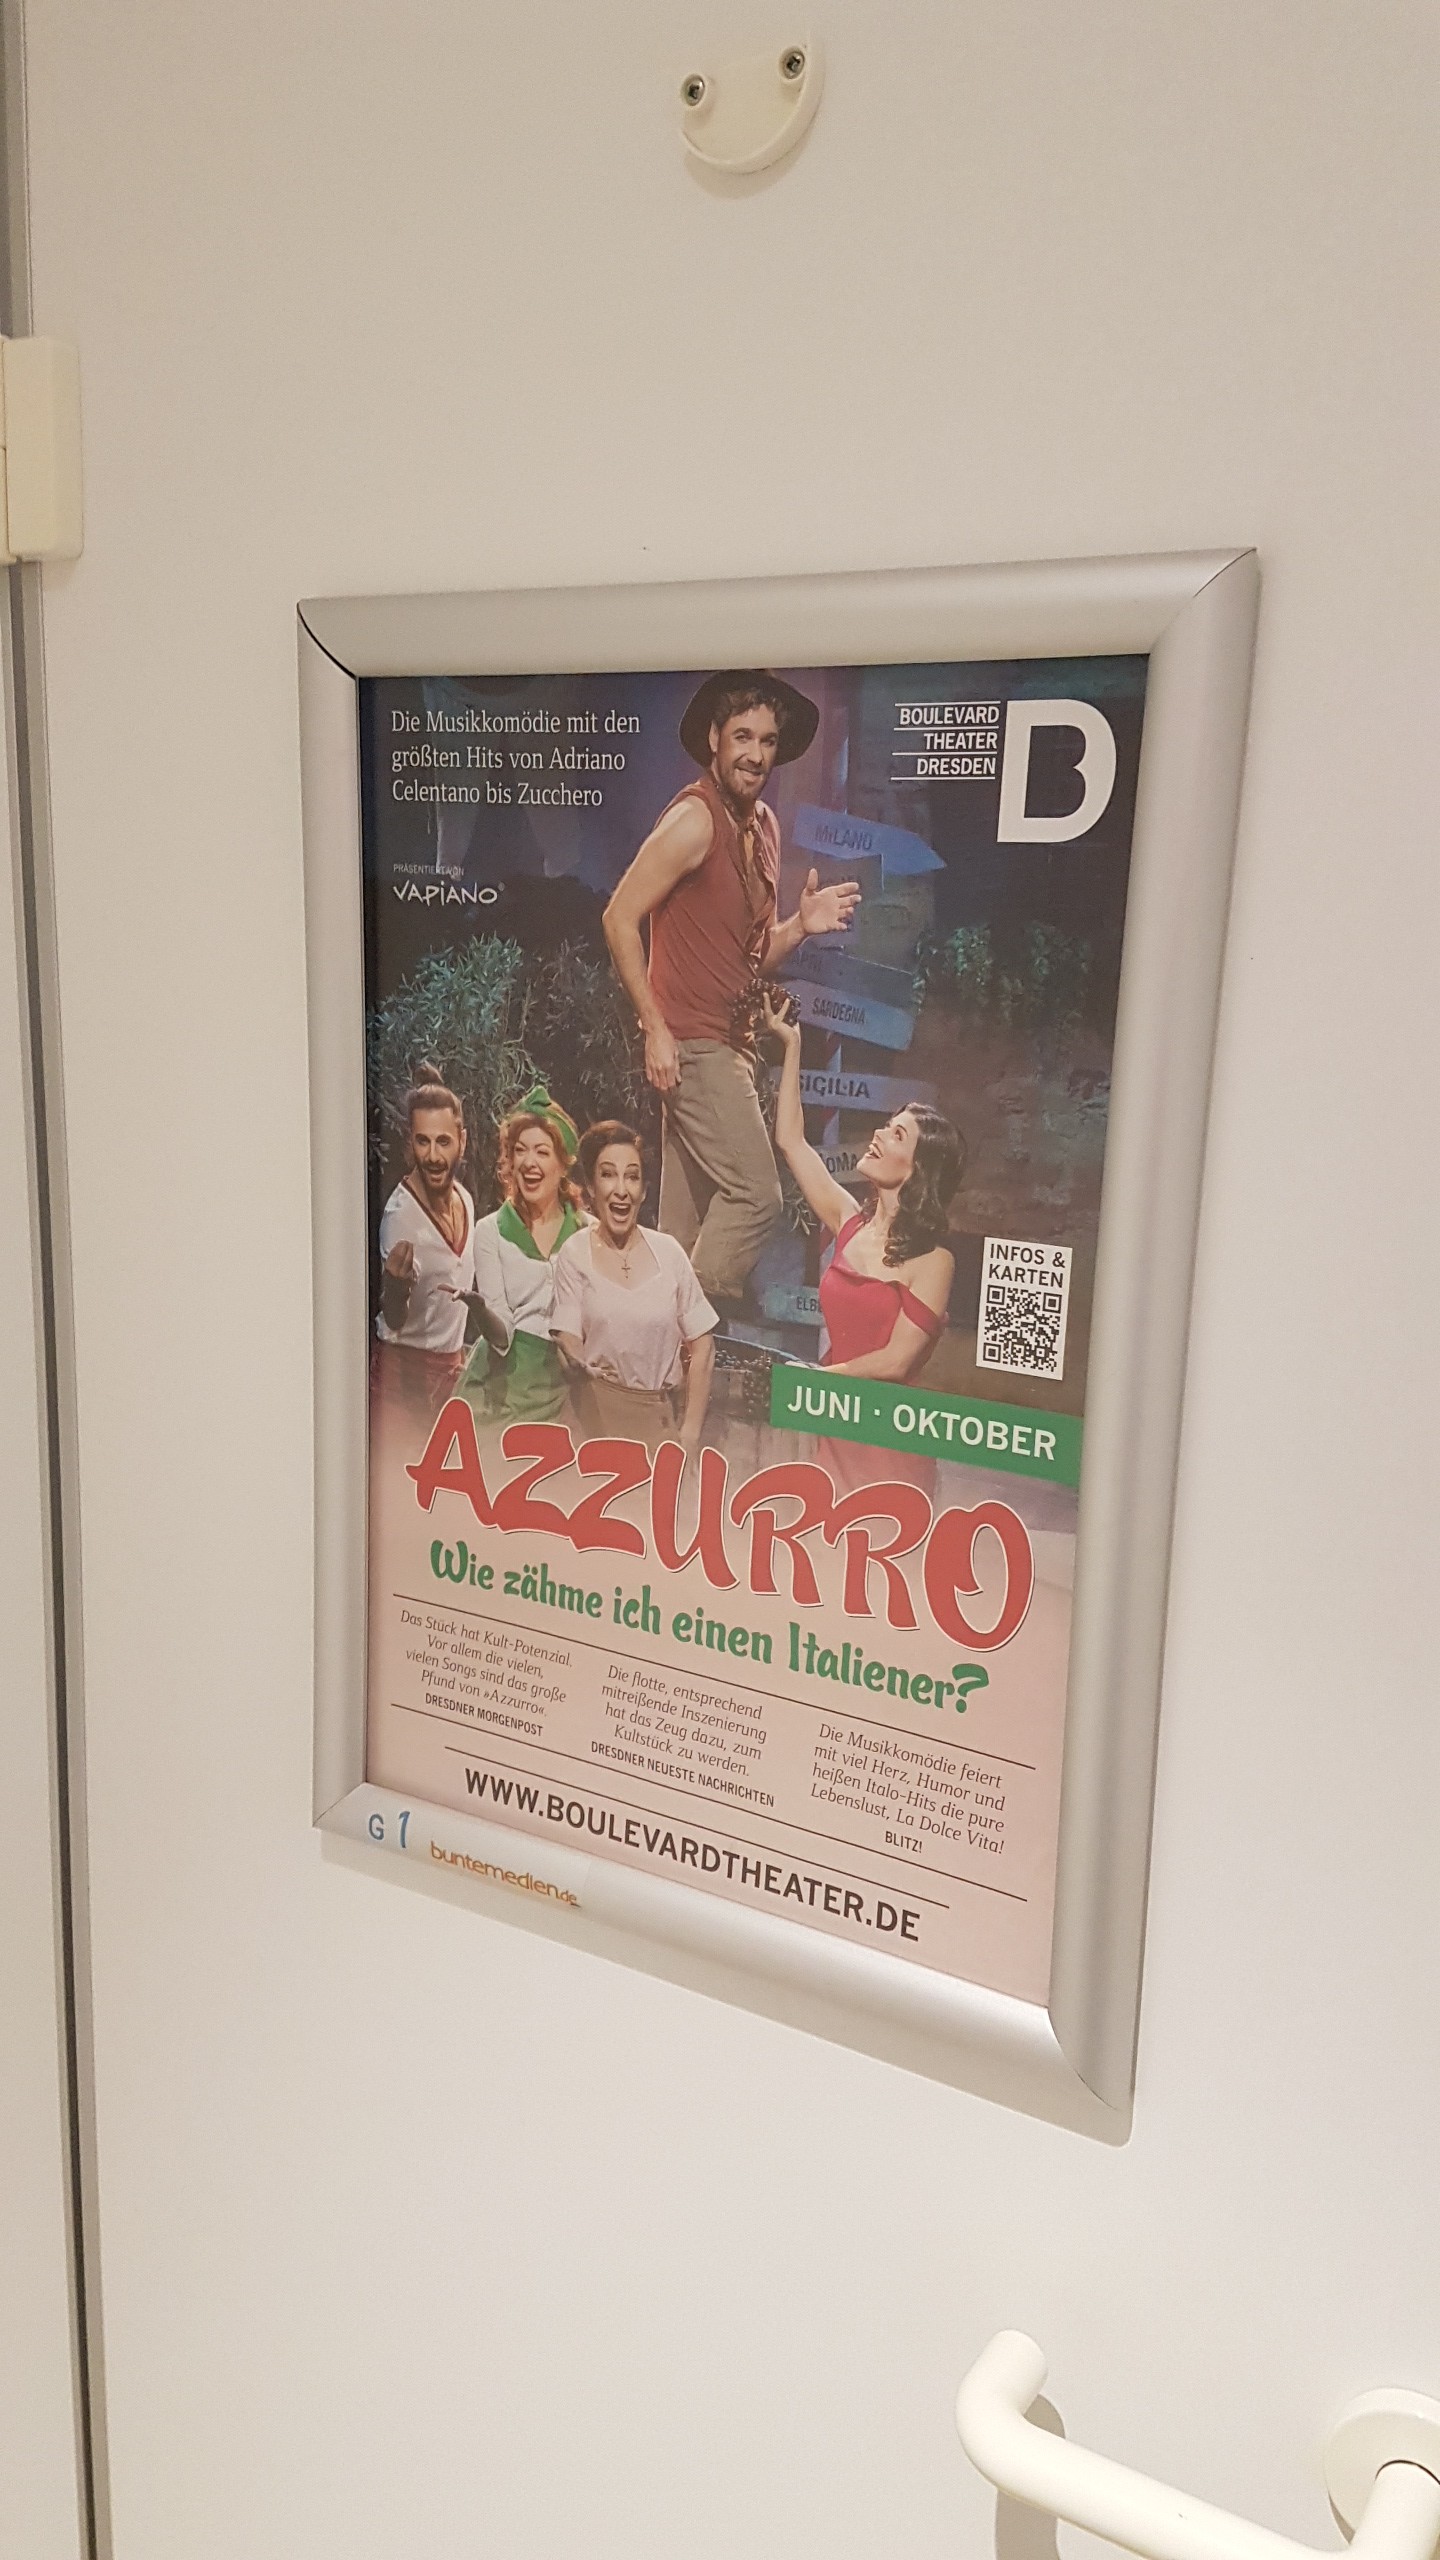 Die Musikkomödie mit den
größten Hits von Adriano
Celentano bis Zucchero
PRÄSENTIERT VON
VAPIANO®
BOULEVARD
THEATER
DRESDEN
B
MILANO
SARDEGNA
SICILIA
INFOS &
KARTEN
JUNI · OKTOBER
AZZURRO
Wie zähme ich einen Italiener?
Das Stück hat Kult-Potenzial.
Vor allem die vielen,
vielen Songs sind das große
Pfund von »Azzurro«.
DRESDNER MORGENPOST
Die flotte, entsprechend
mitreißende Inszenierung
hat das Zeug dazu, zum
Kultstück zu werden.
DRESDNER NEUESTE NACHRICHTEN
Die Musikkomödie feiert
mit viel Herz, Humor und
heißen Italo-Hits die pure
Lebenslust, La Dolce Vita!
BLITZ!
WWW.BOULEVARDTHEATER.DE
G 1
buntemedien.de